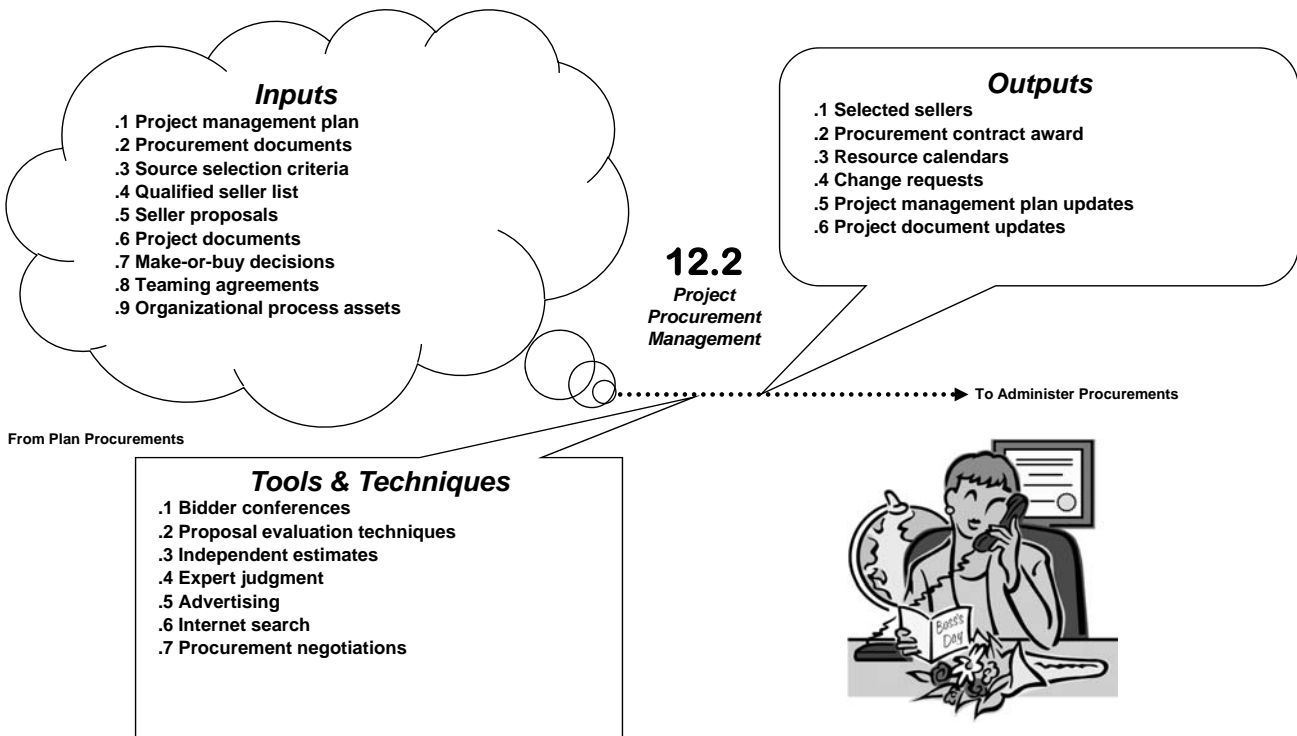 Inputs
.1 Project management plan
.2 Procurement documents
.3 Source selection criteria
.4 Qualified seller list
.5 Seller proposals
.6 Project documents
.7 Make-or-buy decisions
.8 Teaming agreements
.9 Organizational process assets
Outputs
.1 Selected sellers
.2 Procurement contract award
.3 Resource calendars
.4 Change requests
.5 Project management plan updates
.6 Project document updates
12.2
Project
Procurement
Management
To Administer Procurements
From Plan Procurements
Tools & Techniques
.1 Bidder conferences
.2 Proposal evaluation techniques
.3 Independent estimates
.4 Expert judgment
.5 Advertising
.6 Internet search
.7 Procurement negotiations
Boss's
Day